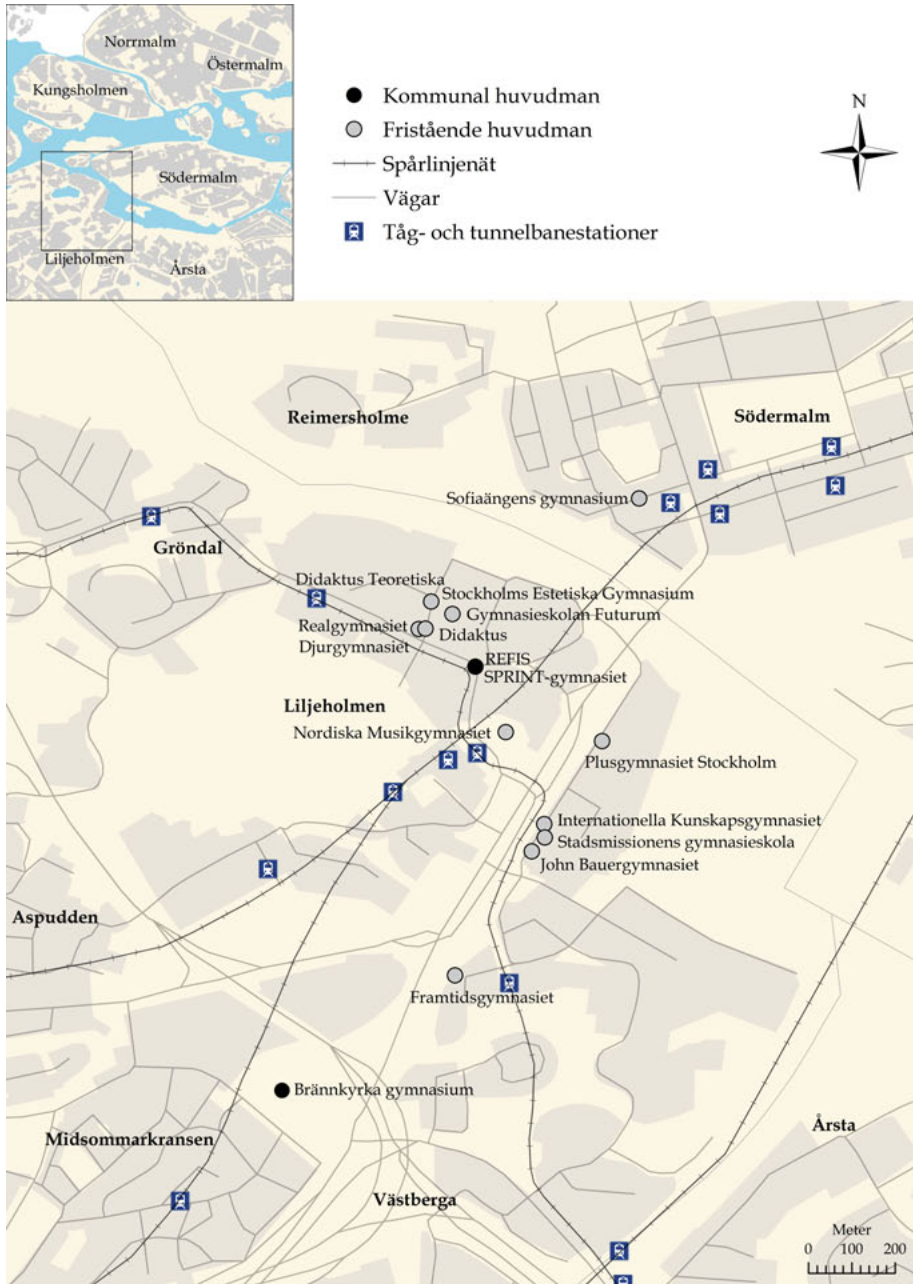 Norrmalm
Östermalm
Kungsholmen
Södermalm
Liljeholmen
Årsta
Kommunal huvudman
Fristående huvudman
Spårlinjenät
Vägar
Tåg- och tunnelbanestationer
N
Reimersholme
Södermalm
Sofiaängens gymnasium
Gröndal
Didaktus Teoretiska
Stockholms Estetiska Gymnasium
Gymnasieskolan Futurum
Realgymnasiet
Didaktus
Djurgymnasiet
REFIS
SPRINT-gymnasiet
Liljeholmen
Nordiska Musikgymnasiet
Plusgymnasiet Stockholm
Internationella Kunskapsgymnasiet
Stadsmissionens gymnasieskola
John Bauergymnasiet
Aspudden
Framtidsgymnasiet
Brännkyrka gymnasium
Midsommarkransen
Årsta
Västberga
Meter
0 100 200